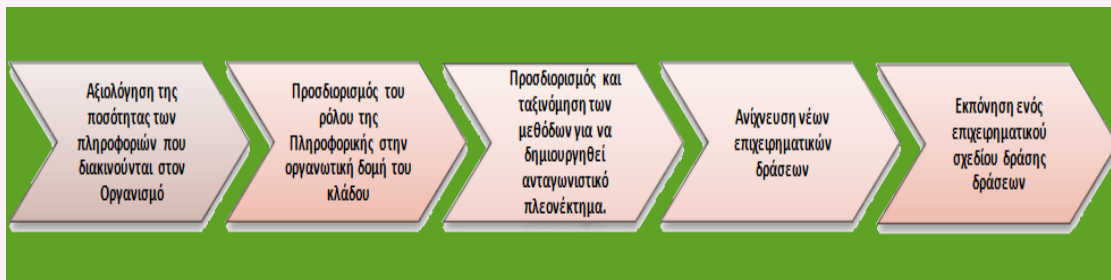 Αξιολόγηση της
ποσότητας των
πληροφοριών που
διακινούνται στον
Οργανισμό
Προσδιορισμός του
ρόλου της
Πληροφορικής στην
οργανωτική δομή του
κλάδου
Προσδιορισμός και
ταξινόμηση των
μεθόδων για να
δημιουργηθεί
ανταγωνιστικό
πλεονέκτημα.
Ανίχνευση νέων
επιχειρηματικών
δράσεων
Εκπόνηση ενός
επιχειρηματικού
σχεδίου δράσης
δράσεων